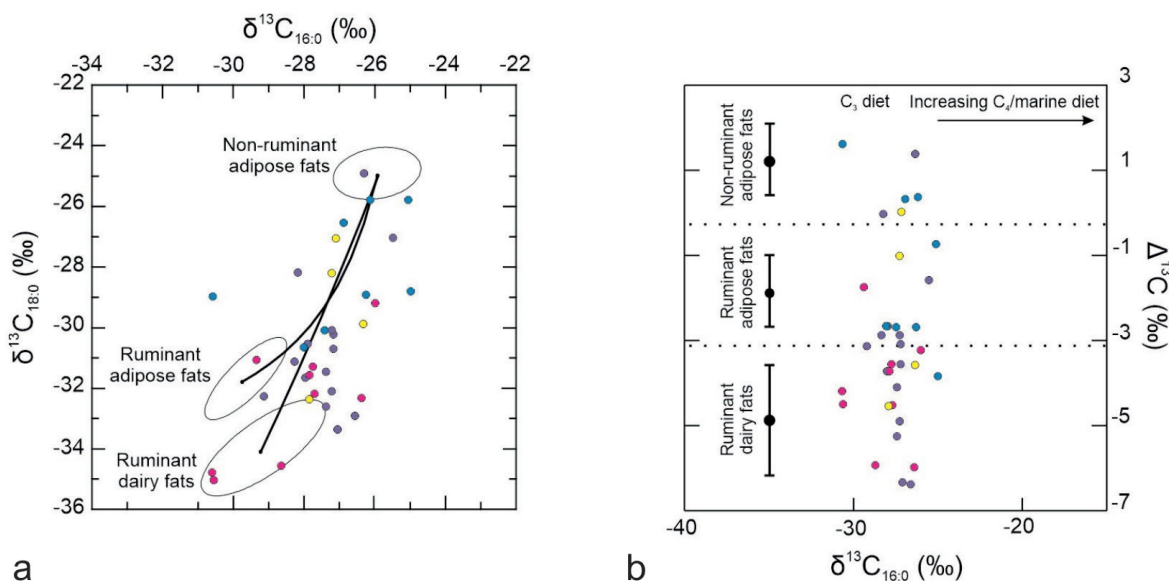 δ¹³C₁₆:₀ (‰)
-34 -32 -30 -28 -26 -24 -22
-22
-24
-26
-28
-30
-32
-34
-36
δ¹³C₁₈:₀ (‰)
Non-ruminant
adipose fats
Ruminant
adipose fats
Ruminant
dairy fats
a
C₃ diet
Increasing C₄/marine diet
Non-ruminant
adipose fats
Ruminant
adipose fats
Ruminant
dairy fats
3
1
-1
-3
-5
-7
Δ¹³C (‰)
-40 -30 -20
δ¹³C₁₆:₀ (‰)
b